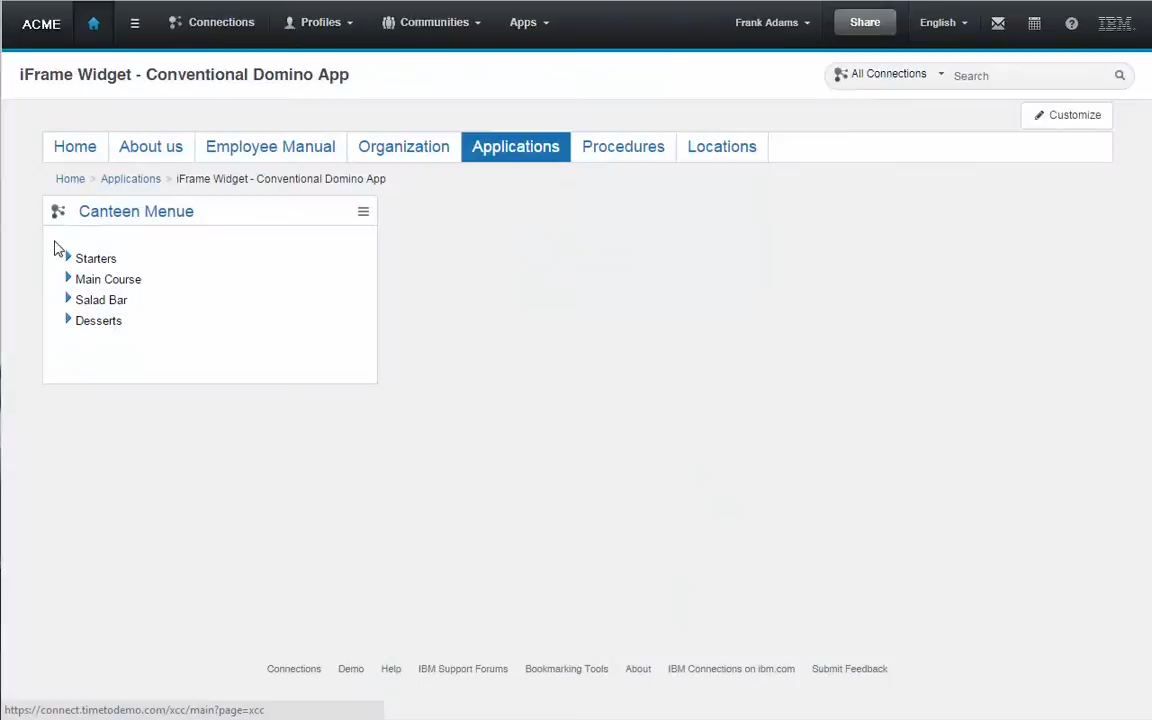 ACME Connections Profiles Communities Apps Frank Adams Share English IBM.
iFrame Widget - Conventional Domino App All Connections Search
Customize
Home About us Employee Manual Organization Applications Procedures Locations
Home » Applications » iFrame Widget - Conventional Domino App
Canteen Menue
Starters
Main Course
Salad Bar
Desserts
Connections Demo Help IBM Support Forums Bookmarking Tools About IBM Connections on ibm.com Submit Feedback
https://connect.timetodemo.com/xcc/main?page=xcc